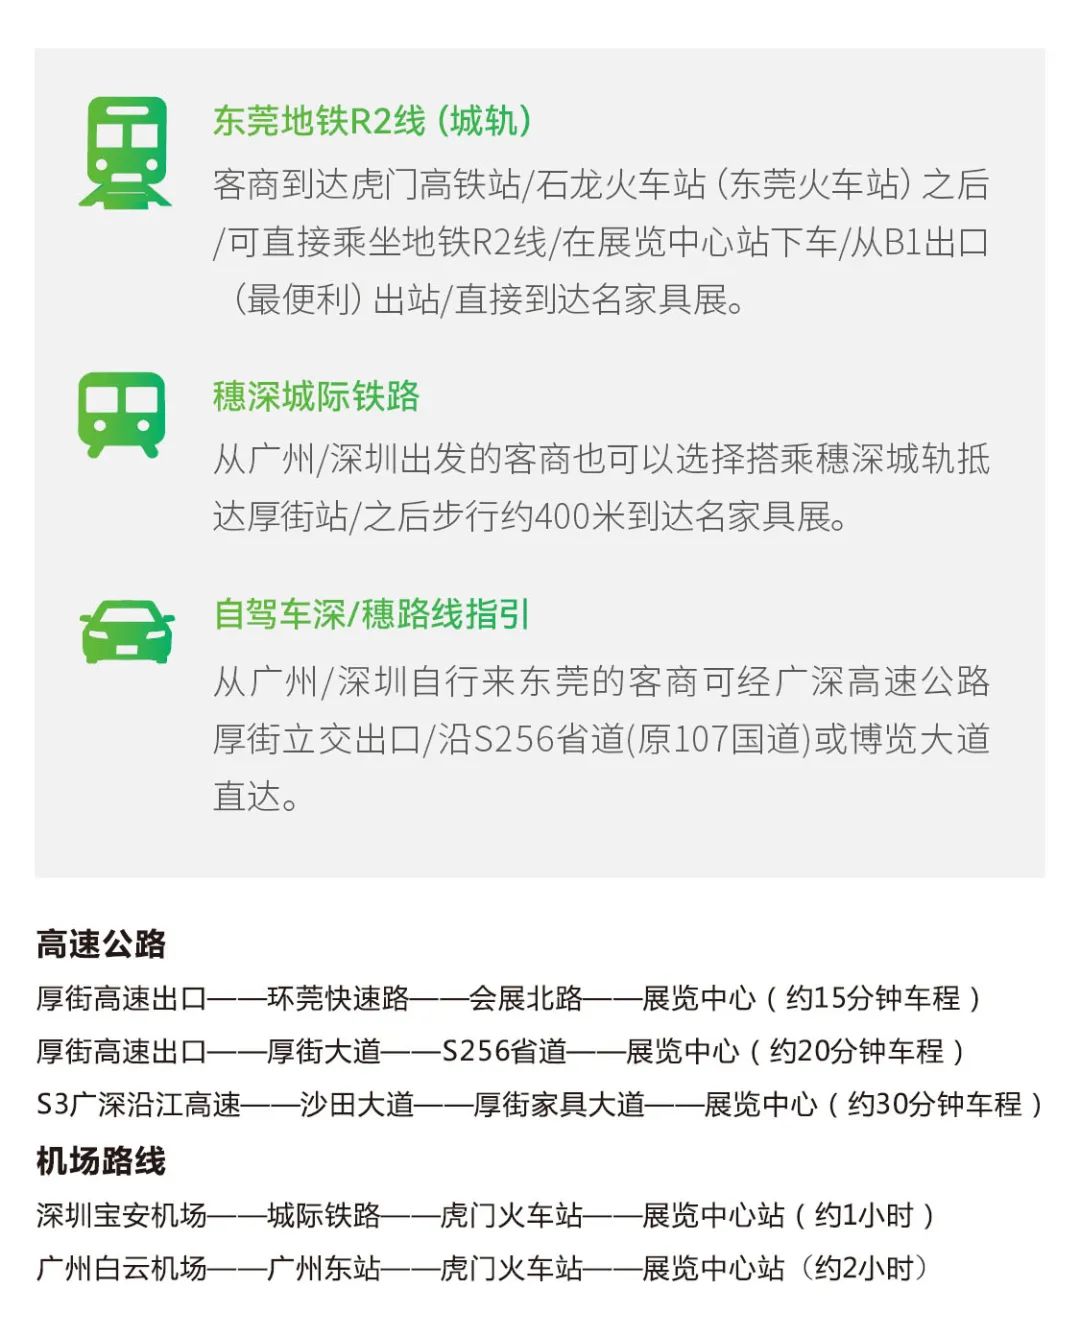 东莞地铁R2线（城轨）
客商到达虎门高铁站/石龙火车站（东莞火车站）之后
/可直接乘坐地铁R2线/在展览中心站下车/从B1出口
（最便利）出站/直接到达名家具展。
穗深城际铁路
从广州/深圳出发的客商也可以选择搭乘穗深城轨抵
达厚街站/之后步行约400米到达名家具展。
自驾车深/穗路线指引
从广州/深圳自行来东莞的客商可经广深高速公路
厚街立交出口/沿S256省道(原107国道)或博览大道
直达。
高速公路
厚街高速出口——环莞快速路——会展北路——展览中心（约15分钟车程）
厚街高速出口——厚街大道——S256省道——展览中心（约20分钟车程）
S3广深沿江高速——沙田大道——厚街家具大道——展览中心（约30分钟车程）
机场路线
深圳宝安机场——城际铁路——虎门火车站——展览中心站（约1小时）
广州白云机场——广州东站——虎门火车站——展览中心站（约2小时）